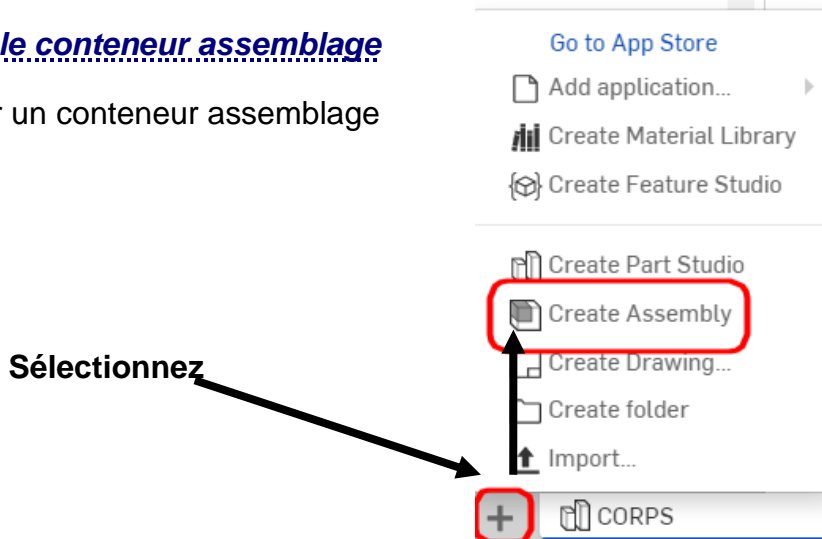 le conteneur assemblage
un conteneur assemblage
Sélectionnez
Go to App Store
Add application...
Create Material Library
Create Feature Studio
Create Part Studio
Create Assembly
Create Drawing...
Create folder
Import...
+ CORPS